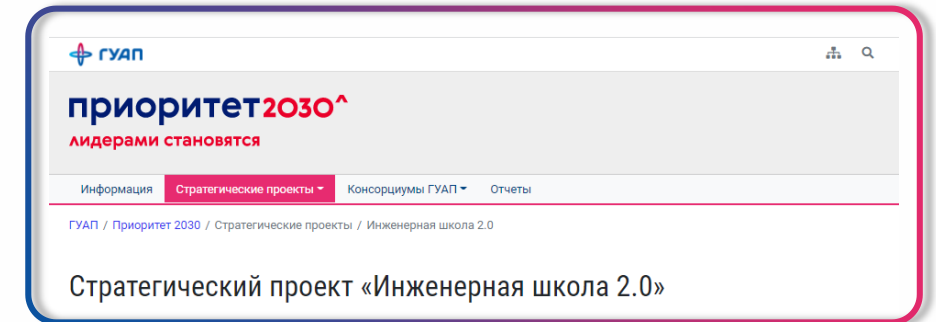 ГУАП
приоритет2030^
лидерами становятся
Информация Стратегические проекты Консорциумы ГУАП Отчеты
ГУАП / Приоритет 2030 / Стратегические проекты / Инженерная школа 2.0
Стратегический проект «Инженерная школа 2.0»